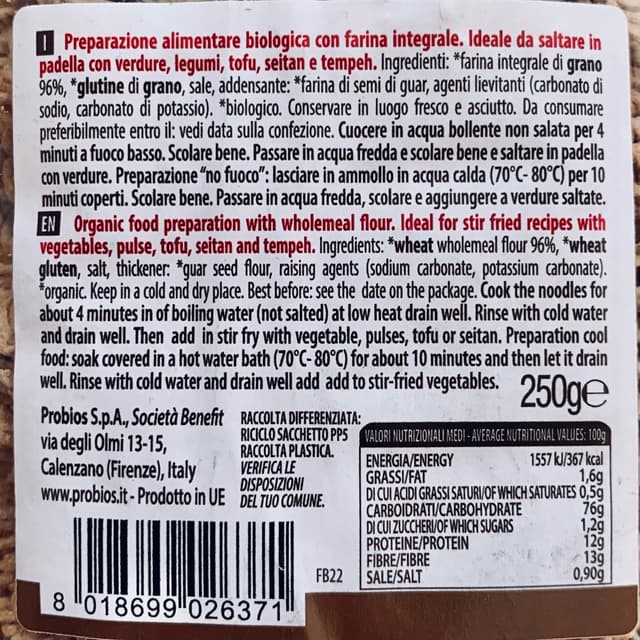 I Preparazione alimentare biologica con farina integrale. Ideale da saltare in
padella con verdure, legumi, tofu, seitan e tempeh. Ingredienti: *farina integrale di grano
96%, *glutine di grano, sale, addensante: *farina di semi di guar, agenti lievitanti (carbonato di
sodio, carbonato di potassio). *biologico. Conservare in luogo fresco e asciutto. Da consumare
preferibilmente entro il: vedi data sulla confezione. Cuocere in acqua bollente non salata per 4
minuti a fuoco basso. Scolare bene. Passare in acqua fredda e scolare bene e saltare in padella
con verdure. Preparazione "no fuoco": lasciare in ammollo in acqua calda (70°C- 80°C) per 10
minuti coperti. Scolare bene. Passare in acqua fredda, scolare e aggiungere a verdure saltate.
EN Organic food preparation with wholemeal flour. Ideal for stir fried recipes with
vegetables, pulse, tofu, seitan and tempeh. Ingredients: *wheat wholemeal flour 96%, *wheat
gluten, salt, thickener: *guar seed flour, raising agents (sodium carbonate, potassium carbonate).
*organic. Keep in a cold and dry place. Best before: see the date on the package. Cook the noodles for
about 4 minutes in of boiling water (not salted) at low heat drain well. Rinse with cold water
and drain well. Then add in stir fry with vegetable, pulses, tofu or seitan. Preparation cool
food: soak covered in a hot water bath (70°C- 80°C) for about 10 minutes and then let it drain
well. Rinse with cold water and drain well add add to stir-fried vegetables.
250g e
Probios S.p.A., Società Benefit
via degli Olmi 13-15,
Calenzano (Firenze), Italy
www.probios.it - Prodotto in UE
RACCOLTA DIFFERENZIATA:
RICICLO SACCHETTO PP5
RACCOLTA PLASTICA.
VERIFICA LE
DISPOSIZIONI
DEL TUO COMUNE.
VALORI NUTRIZIONALI MEDI - AVERAGE NUTRITIONAL VALUES: 100g
ENERGIA/ENERGY 1557 kJ/367 kcal
GRASSI/FAT 1,6g
DI CUI ACIDI GRASSI SATURI/OF WHICH SATURATES 0,5g
CARBOIDRATI/CARBOHYDRATE 76g
DI CUI ZUCCHERI/OF WHICH SUGARS 1,2g
PROTEINE/PROTEIN 12g
FIBRE/FIBRE 13g
SALE/SALT 0,90g
FB22
8 018699 026371